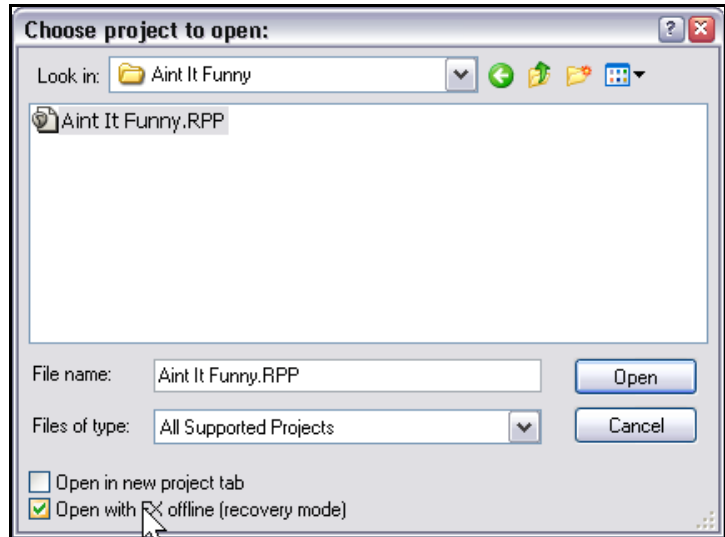 Choose project to open:
Look in: Aint It Funny
Aint It Funny.RPP
File name: Aint It Funny.RPP Open
Files of type: All Supported Projects Cancel
Open in new project tab
Open with FX offline (recovery mode)